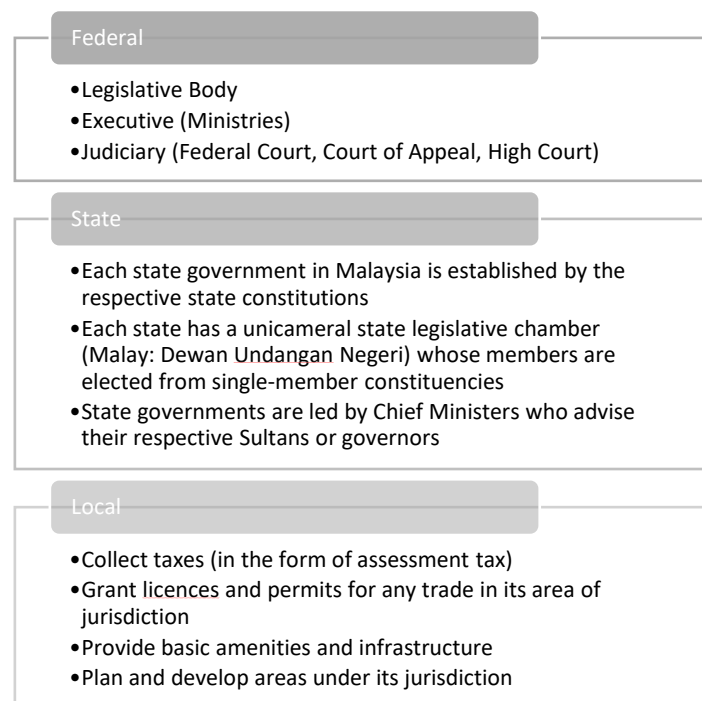 Federal
•Legislative Body
•Executive (Ministries)
•Judiciary (Federal Court, Court of Appeal, High Court)
State
•Each state government in Malaysia is established by the
respective state constitutions
•Each state has a unicameral state legislative chamber
(Malay: Dewan Undangan Negeri) whose members are
elected from single-member constituencies
•State governments are led by Chief Ministers who advise
their respective Sultans or governors
Local
•Collect taxes (in the form of assessment tax)
•Grant licences and permits for any trade in its area of
jurisdiction
•Provide basic amenities and infrastructure
•Plan and develop areas under its jurisdiction